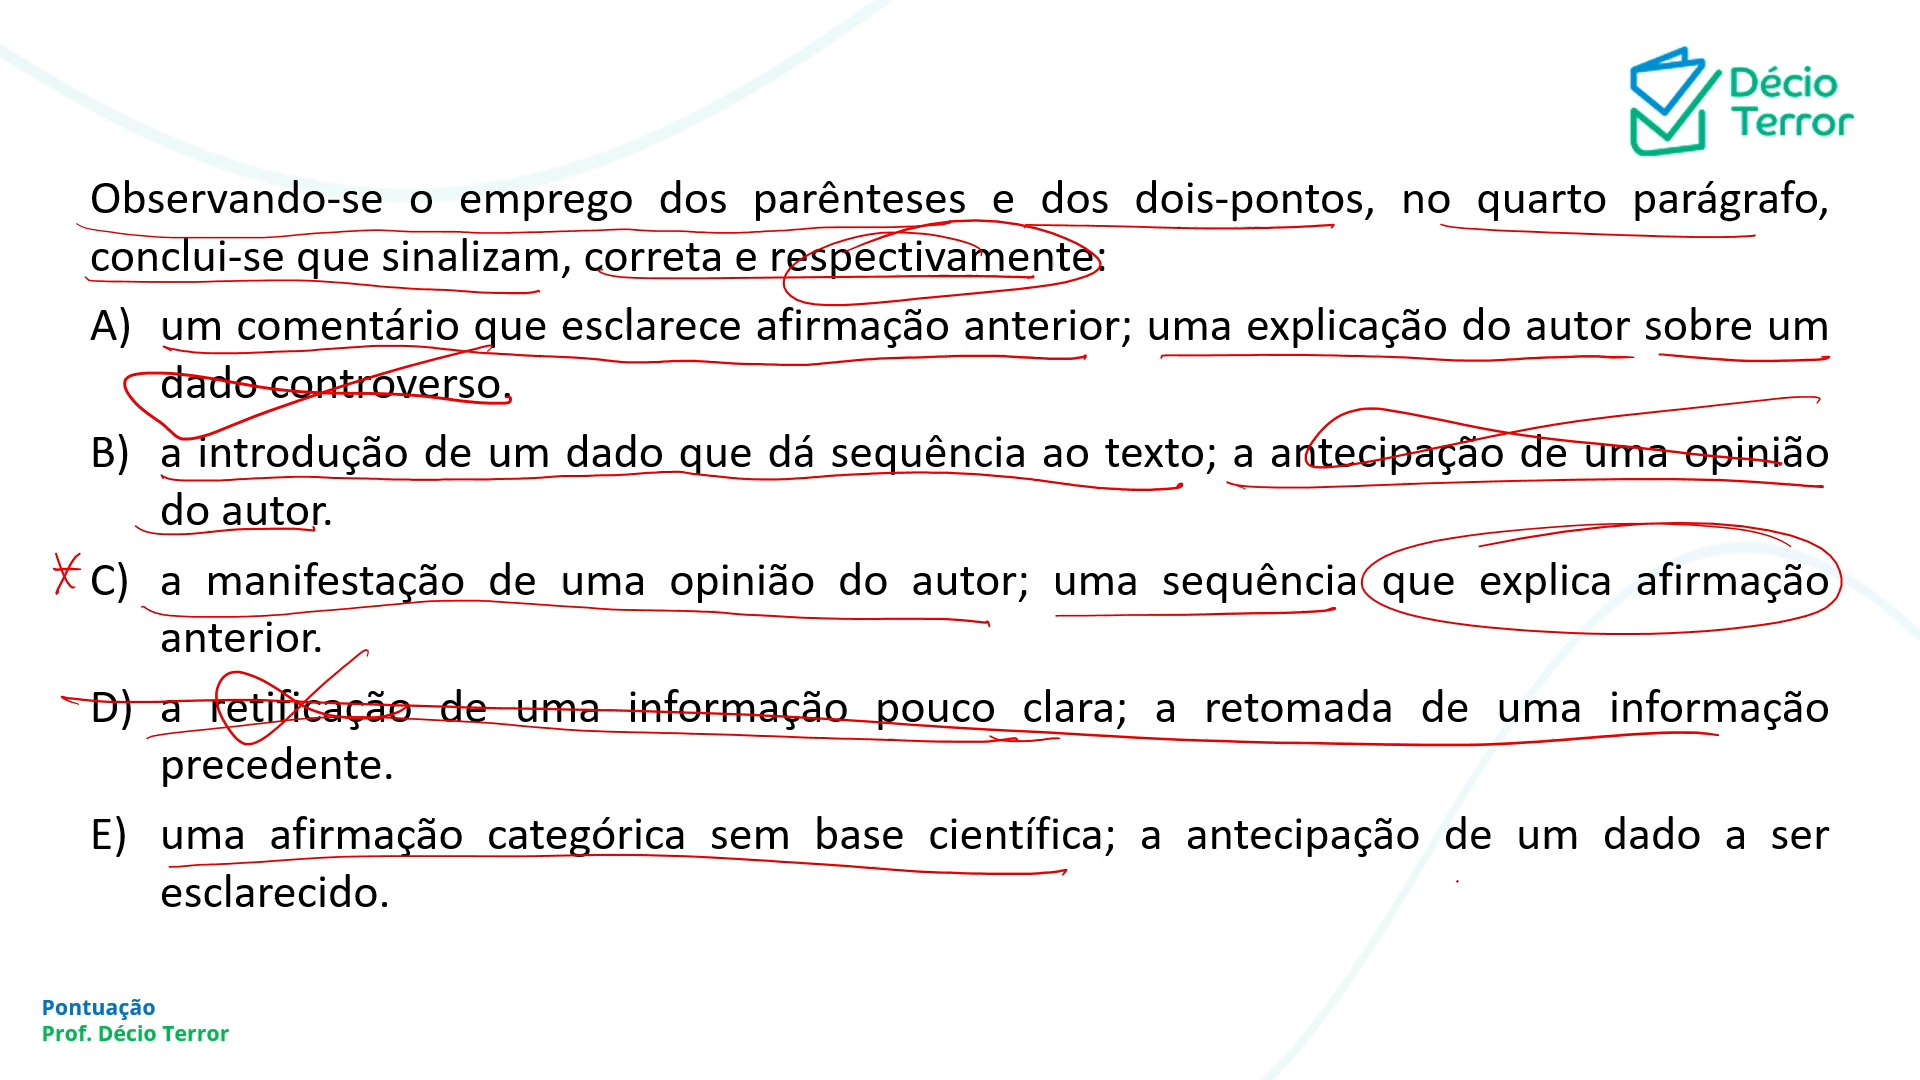 Décio
Terror
Observando-se o emprego dos parênteses e dos dois-pontos, no quarto parágrafo,
conclui-se que sinalizam, correta e respectivamente:
A) um comentário que esclarece afirmação anterior; uma explicação do autor sobre um
dado controverso.
B) a introdução de um dado que dá sequência ao texto; a antecipação de uma opinião
do autor.
C) a manifestação de uma opinião do autor; uma sequência que explica afirmação
anterior.
D) a retificação de uma informação pouco clara; a retomada de uma informação
precedente.
E) uma afirmação categórica sem base científica; a antecipação de um dado a ser
esclarecido.
Pontuação
Prof. Décio Terror